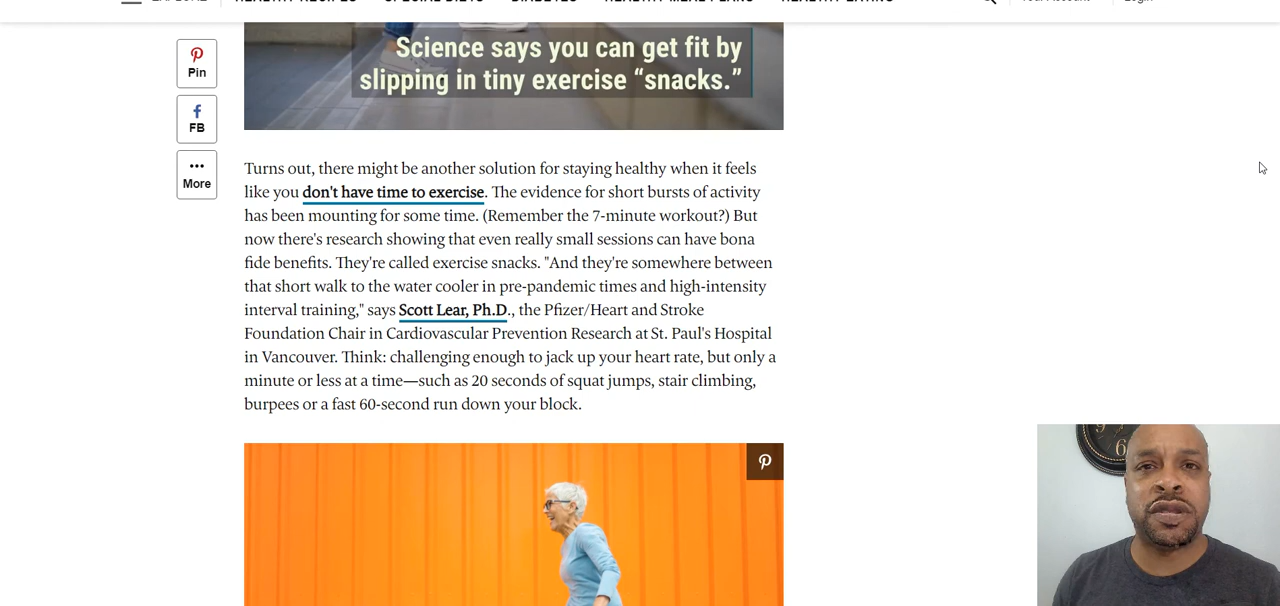 Science says you can get fit by
slipping in tiny exercise “snacks.”
Pin
FB
More
Turns out, there might be another solution for staying healthy when it feels
like you don't have time to exercise. The evidence for short bursts of activity
has been mounting for some time. (Remember the 7-minute workout?) But
now there's research showing that even really small sessions can have bona
fide benefits. They're called exercise snacks. "And they're somewhere between
that short walk to the water cooler in pre-pandemic times and high-intensity
interval training," says Scott Lear, Ph.D., the Pfizer/Heart and Stroke
Foundation Chair in Cardiovascular Prevention Research at St. Paul's Hospital
in Vancouver. Think: challenging enough to jack up your heart rate, but only a
minute or less at a time—such as 20 seconds of squat jumps, stair climbing,
burpees or a fast 60-second run down your block.
6